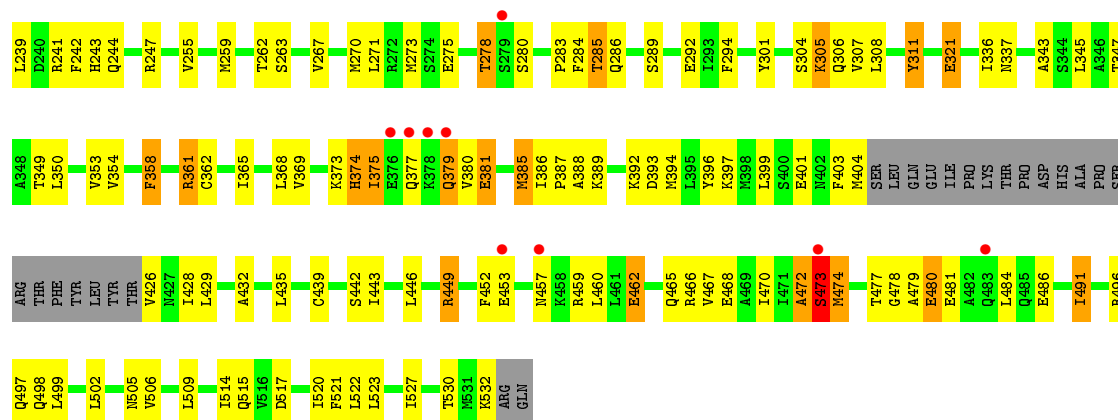 L239 D240 R241 F242 H243 Q244 R247 V255 M259 T262 S263 V267 M270 L271 R272 M273 S274 E275 T278 S279 S280 P283 F284 T285 Q286 S289 E292 I293 F294 Y301 S304 K305 Q306 V307 L308 Y311 E321 I336 N337 A343 S344 L345 A346 T347
A348 T349 L350 V353 V354 F358 R361 C362 I365 L368 V369 K373 H374 I375 E376 Q377 K378 Q379 V380 E381 M385 I386 P387 A388 K389 K392 D393 M394 L395 Y396 K397 M398 L399 S400 E401 N402 F403 M404 SER LEU GLN GLU ILE PRO LYS THR PRO ASP HIS ALA PRO SER
ARG THR PHE TYR LEU TYR THR V426 N427 I428 L429 A432 L435 C439 S442 I443 L446 R449 F452 E453 N457 K458 R459 L460 L461 E462 Q465 R466 V467 E468 A469 I470 I471 A472 S473 M474 T477 G478 A479 E480 E481 A482 Q483 L484 Q485 E486 I491
Q497 Q498 L499 L502 N505 V506 L509 I514 Q515 V516 D517 I520 F521 L522 L523 I527 T530 M531 K532 ARG GLN